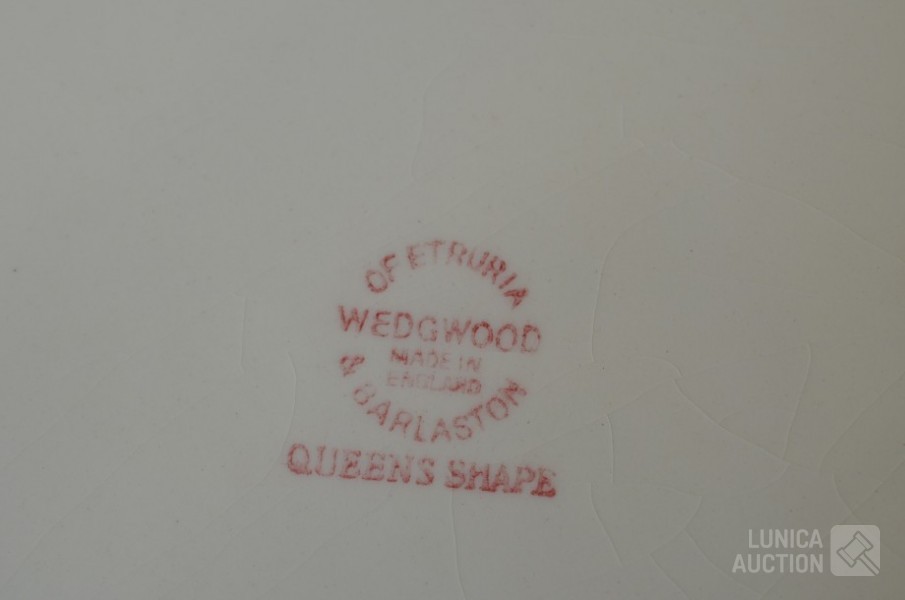 OF ETRURIA
WEDGWOOD
MADE IN
ENGLAND
& BARLASTON
QUEENS SHAPE
LUNICA
AUCTION